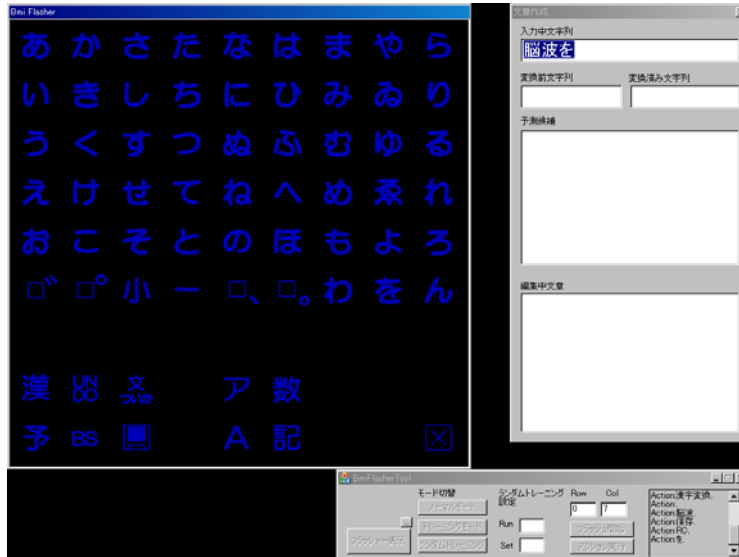 Bmi Flasher
あ か さ た な は ま や ら
い き し ち に ひ み ゐ り
う く す つ ぬ ふ む ゆ る
え け せ て ね へ め ゑ れ
お こ そ と の ほ も よ ろ
□゛ □゜ 小 ー □、 □。 わ を ん
漢 UNDO 文 ア 数
予 BS A 記
文章作成
入力中文字列
脳波を
変換前文字列 変換済み文字列
予測候補
編集中文章
BmiFlasher Tool
モード切替
ノーマルモード
トレーニングモード
ランダムトレーニング
フラッシャー表示
ランダムトレーニング
設定
Run
Set
Row Col
0 7
フラッシュ開始
アクション実行
Action:漢字変換.
Action:.
Action:脳波.
Action:保存.
Action:RC.
Action:を.